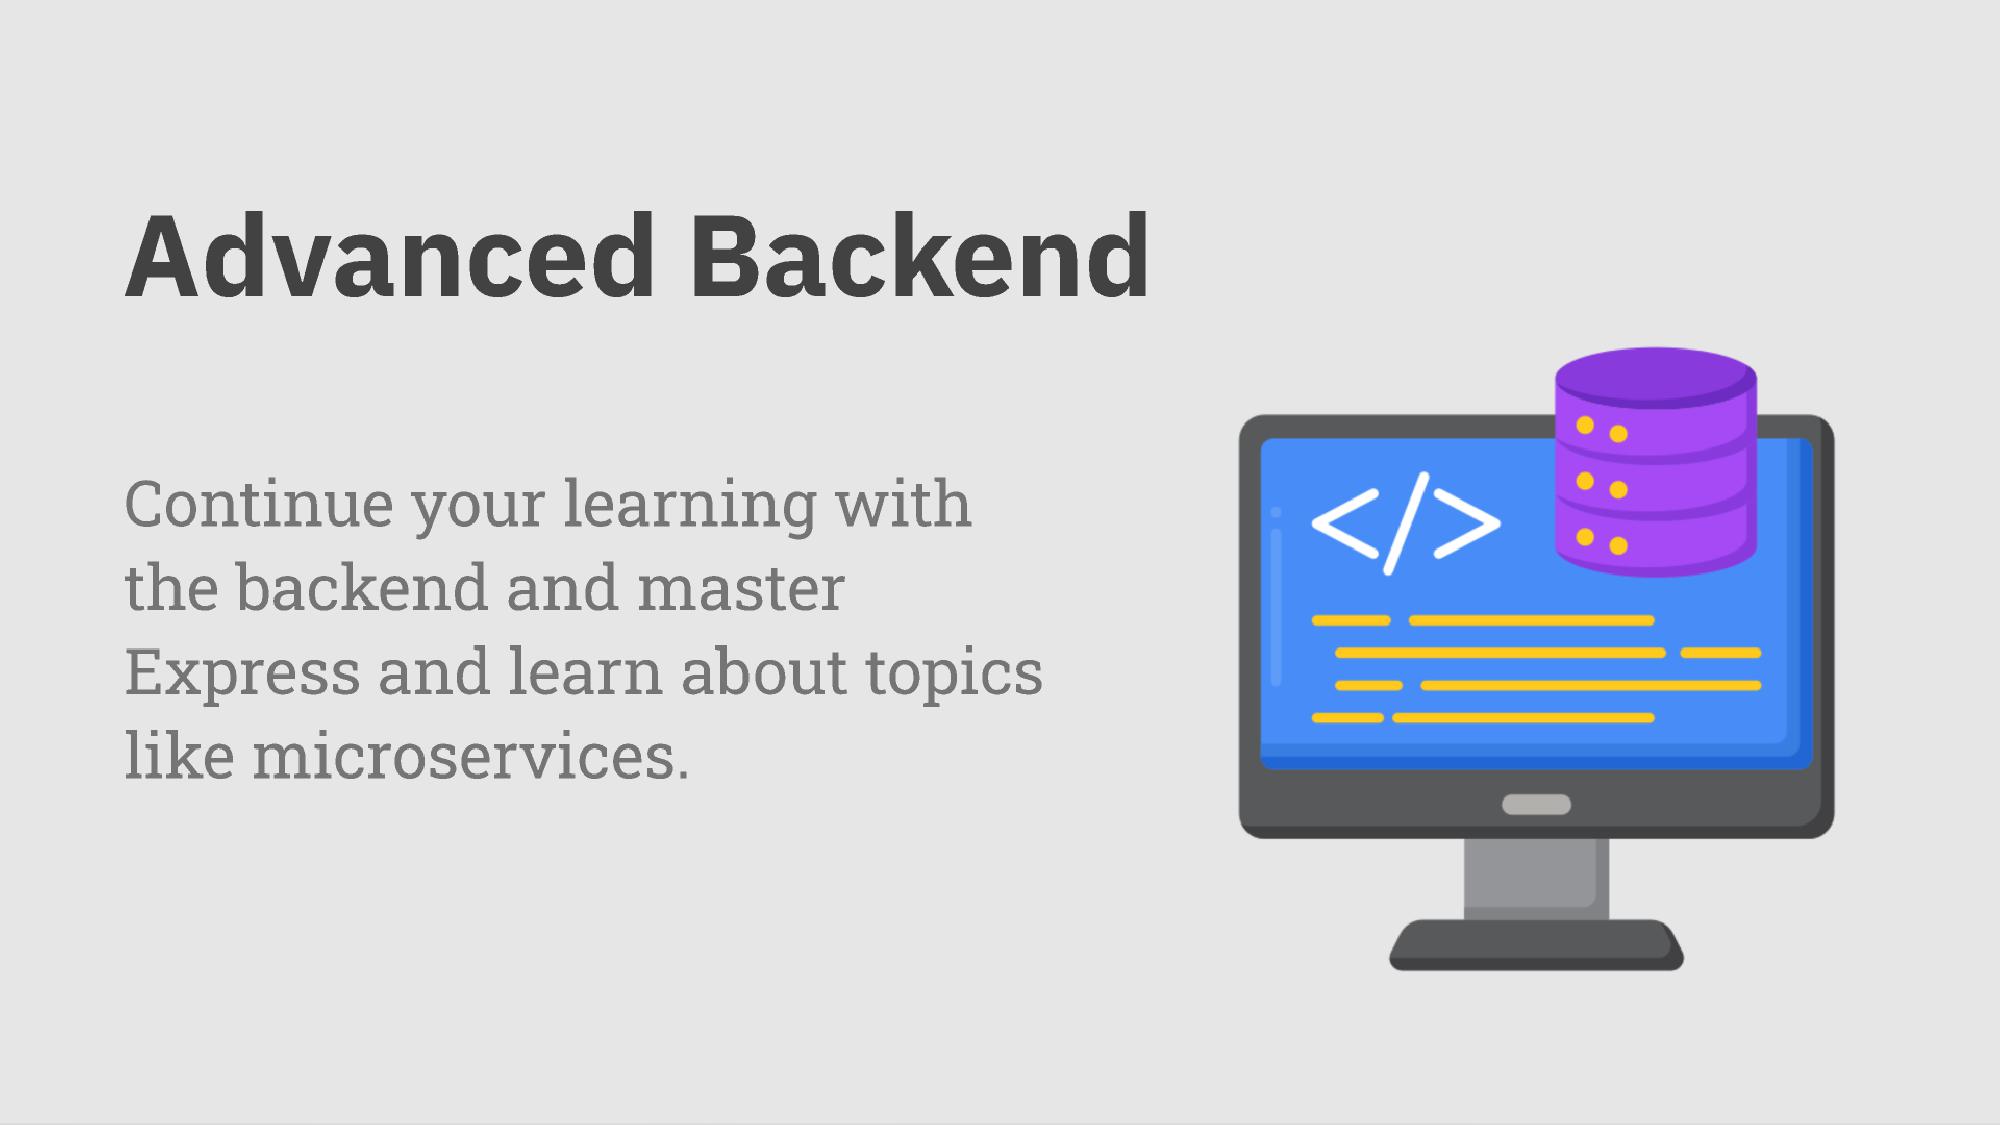 Advanced Backend
Continue your learning with
the backend and master
Express and learn about topics
like microservices.
</>